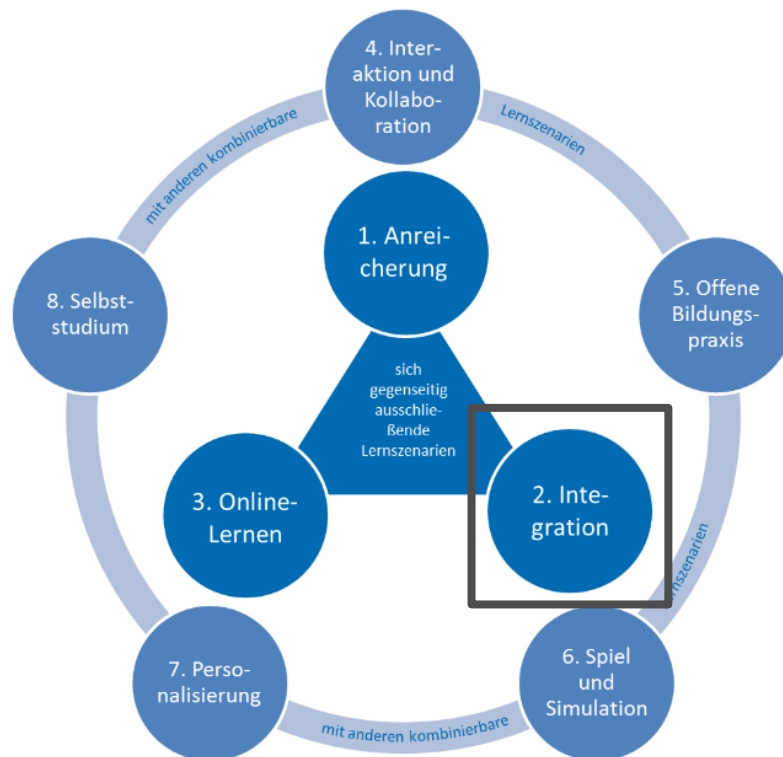 4. Inter-
aktion und
Kollabo-
ration
mit anderen kombinierbare
Lernszenarien
1. Anrei-
cherung
8. Selbst-
studium
5. Offene
Bildungs-
praxis
sich
gegenseitig
ausschlie-
ßende
Lernszenarien
3. Online-
Lernen
2. Inte-
gration
7. Perso-
nalisierung
6. Spiel
und
Simulation
mit anderen kombinierbare